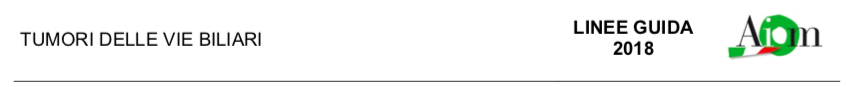 TUMORI DELLE VIE BILIARI
LINEE GUIDA
2018
Aiom